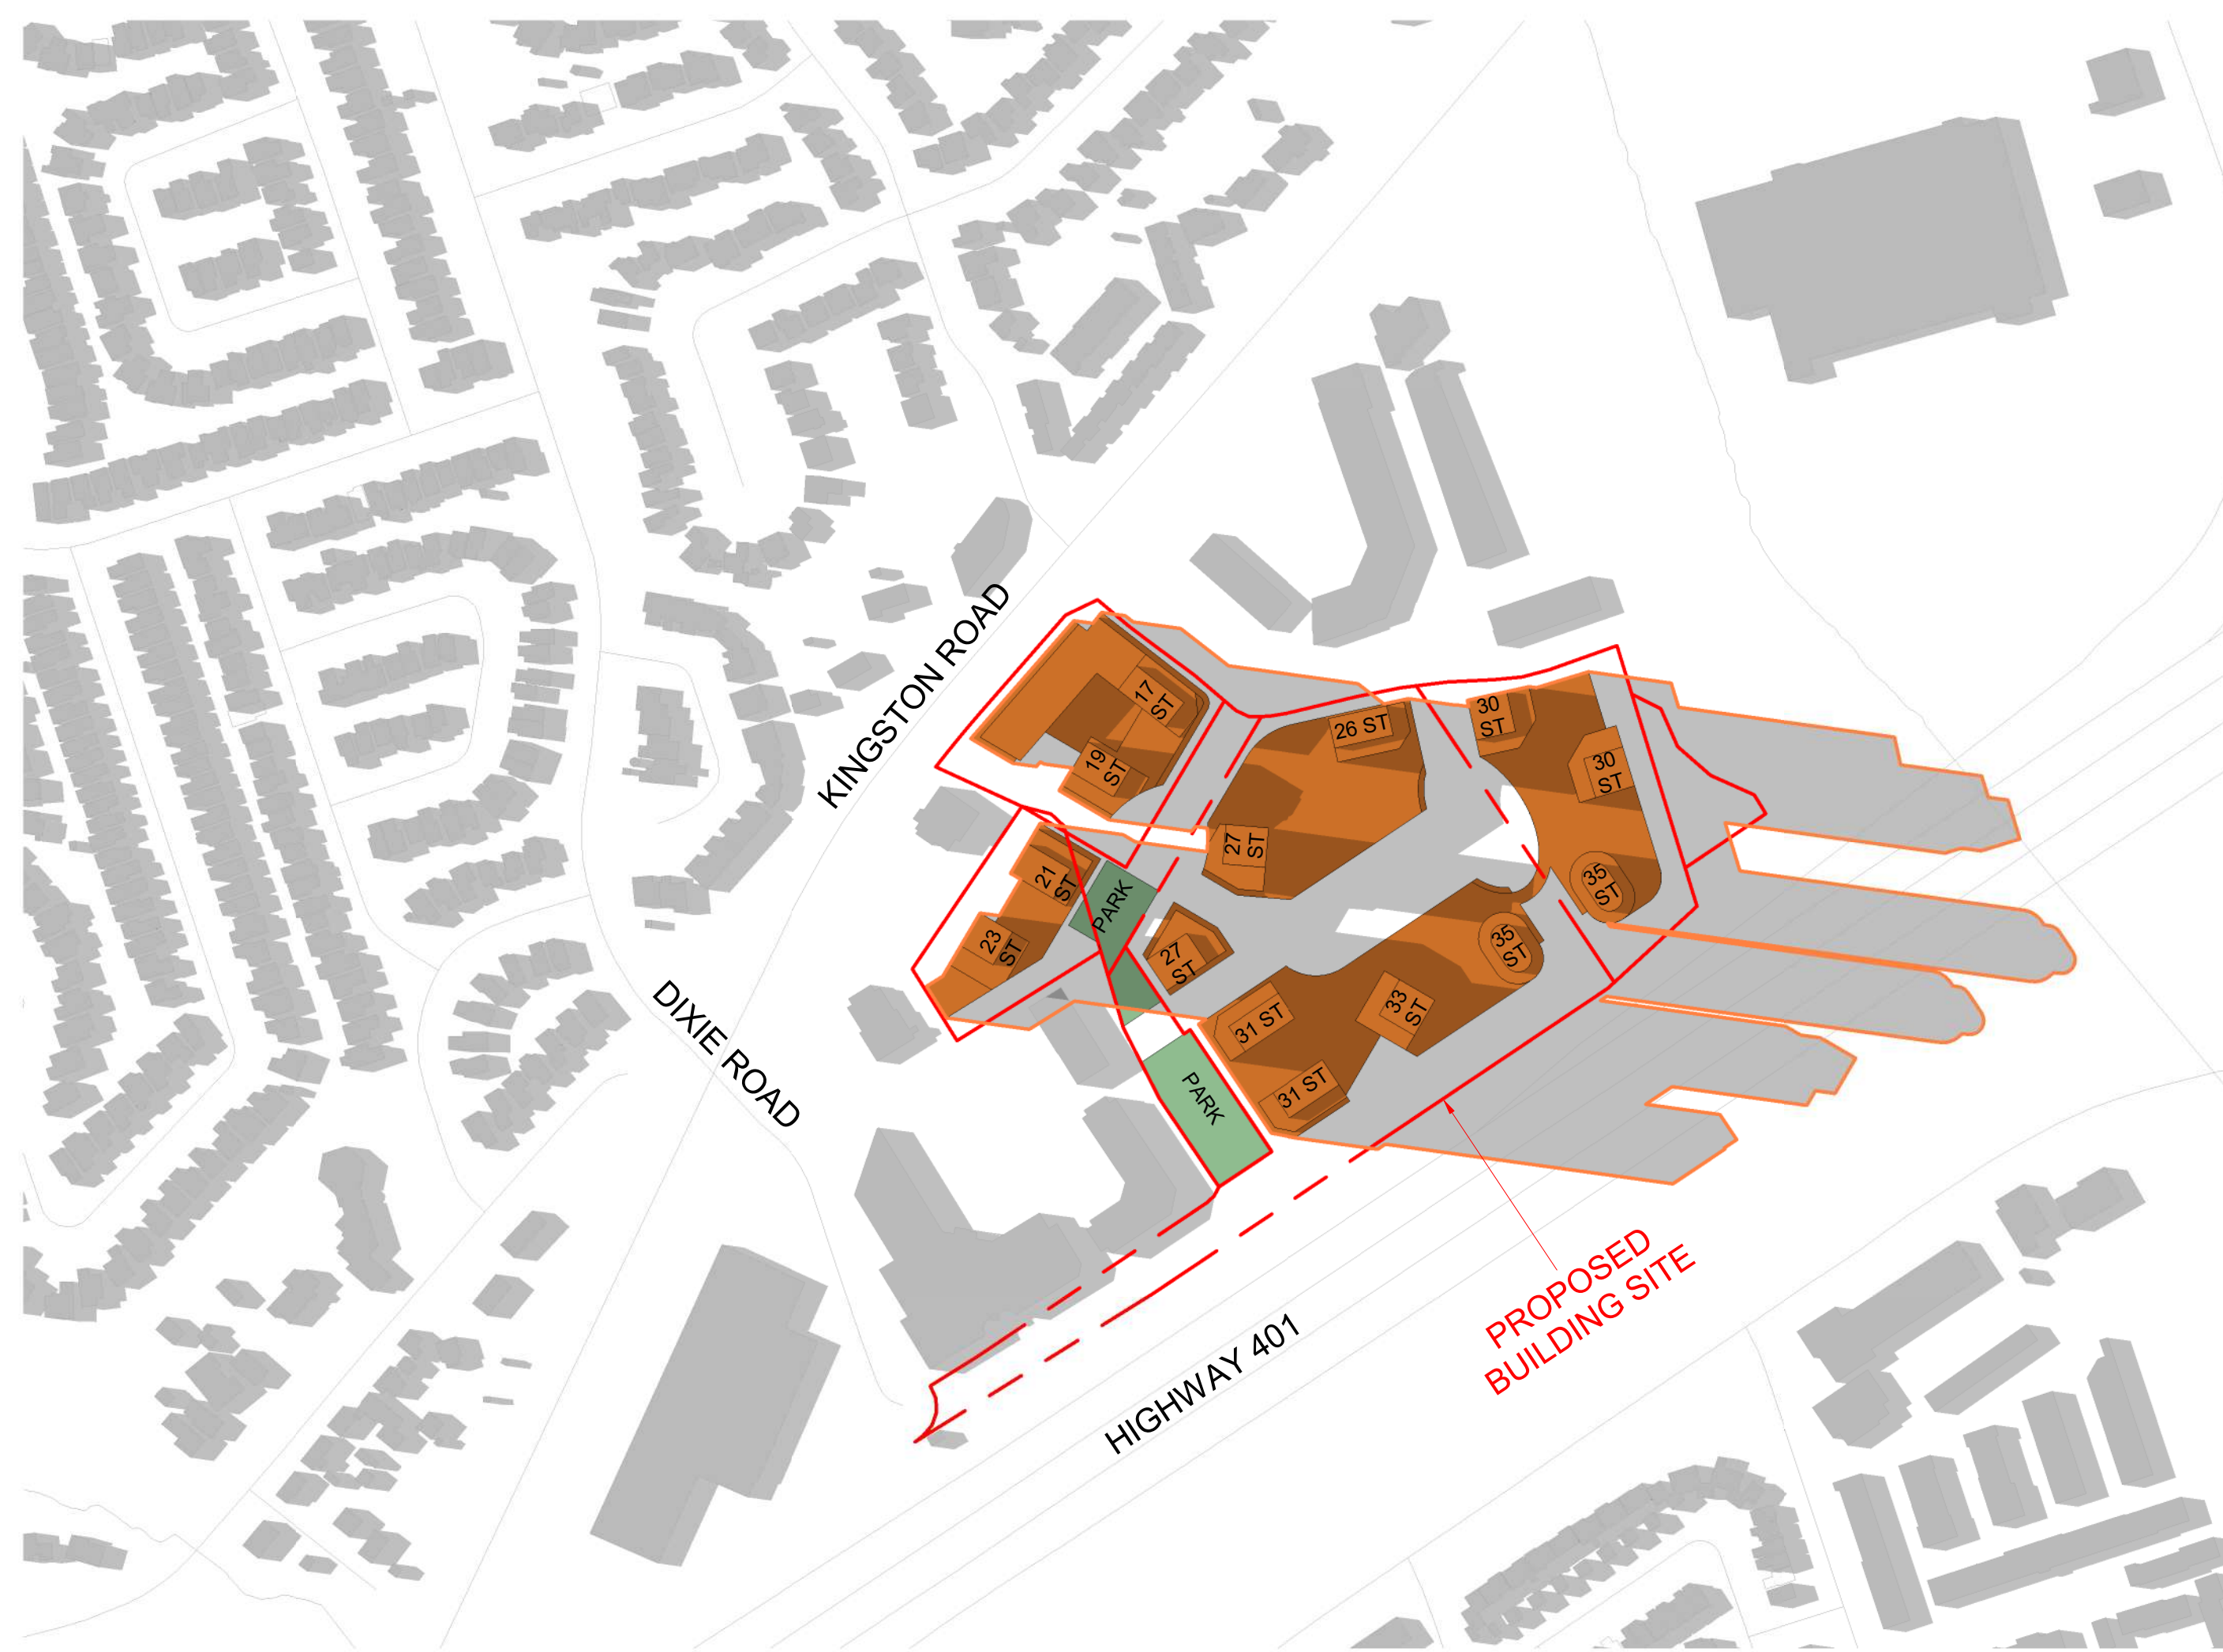 KINGSTON ROAD
17
ST
19
ST
26 ST
30
ST
30
ST
27
ST
21
ST
PARK
35
ST
23
ST
27
ST
35
ST
31 ST
33
ST
31 ST
PARK
DIXIE ROAD
PROPOSED
BUILDING SITE
HIGHWAY 401